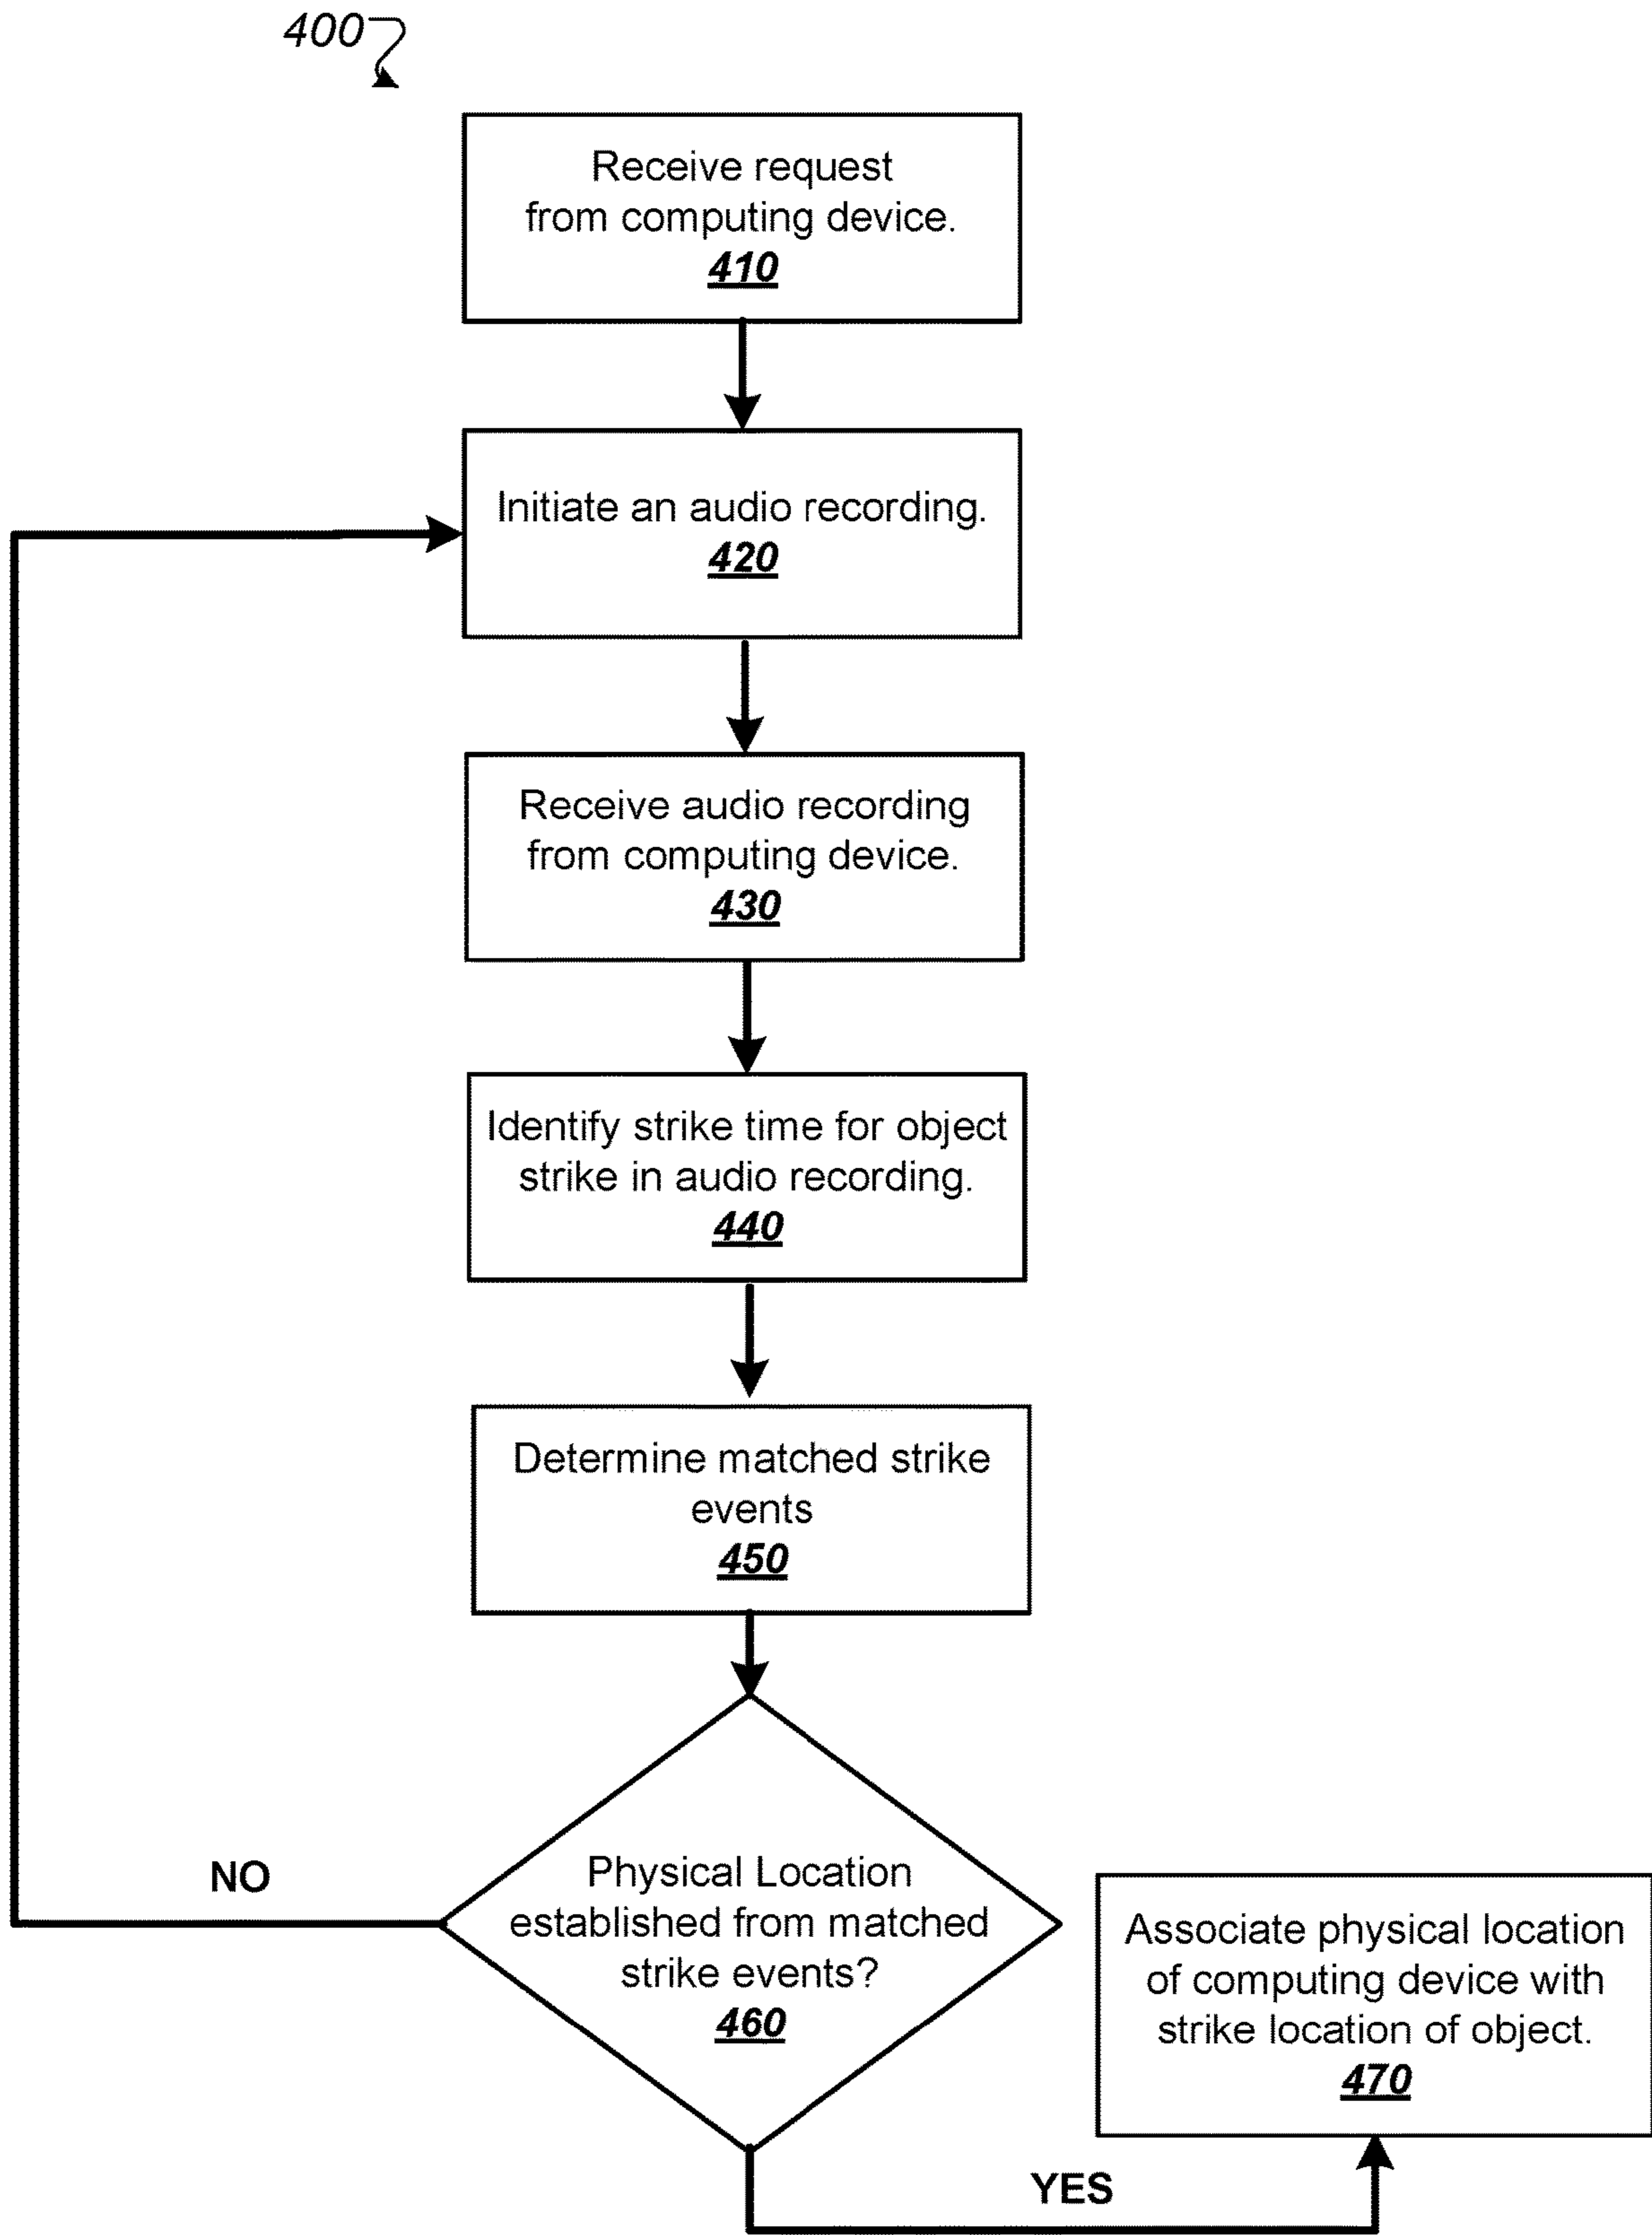 400
Receive request
from computing device.
410
Initiate an audio recording.
420
Receive audio recording
from computing device.
430
Identify strike time for object
strike in audio recording.
440
Determine matched strike
events
450
Physical Location
established from matched
strike events?
460
NO
Associate physical location
of computing device with
strike location of object.
470
YES